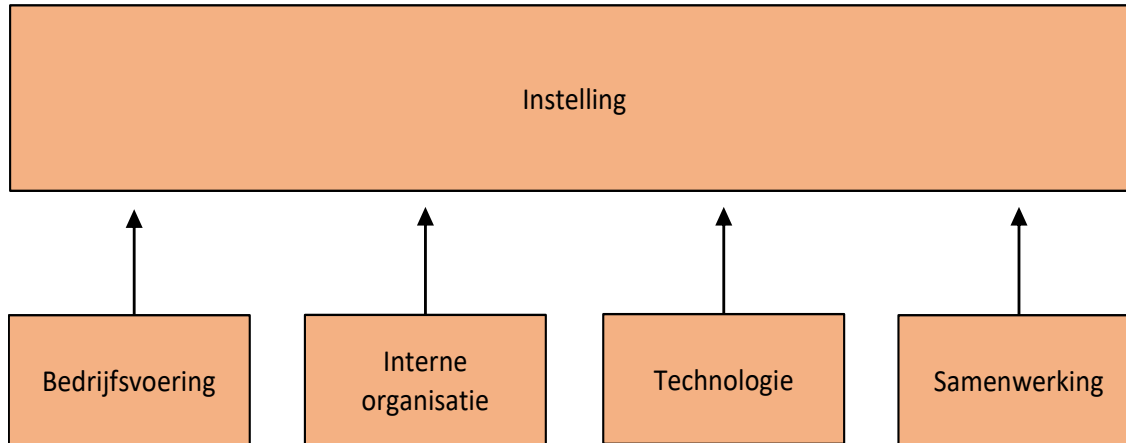 Instelling
Bedrijfsvoering
Interne
organisatie
Technologie
Samenwerking